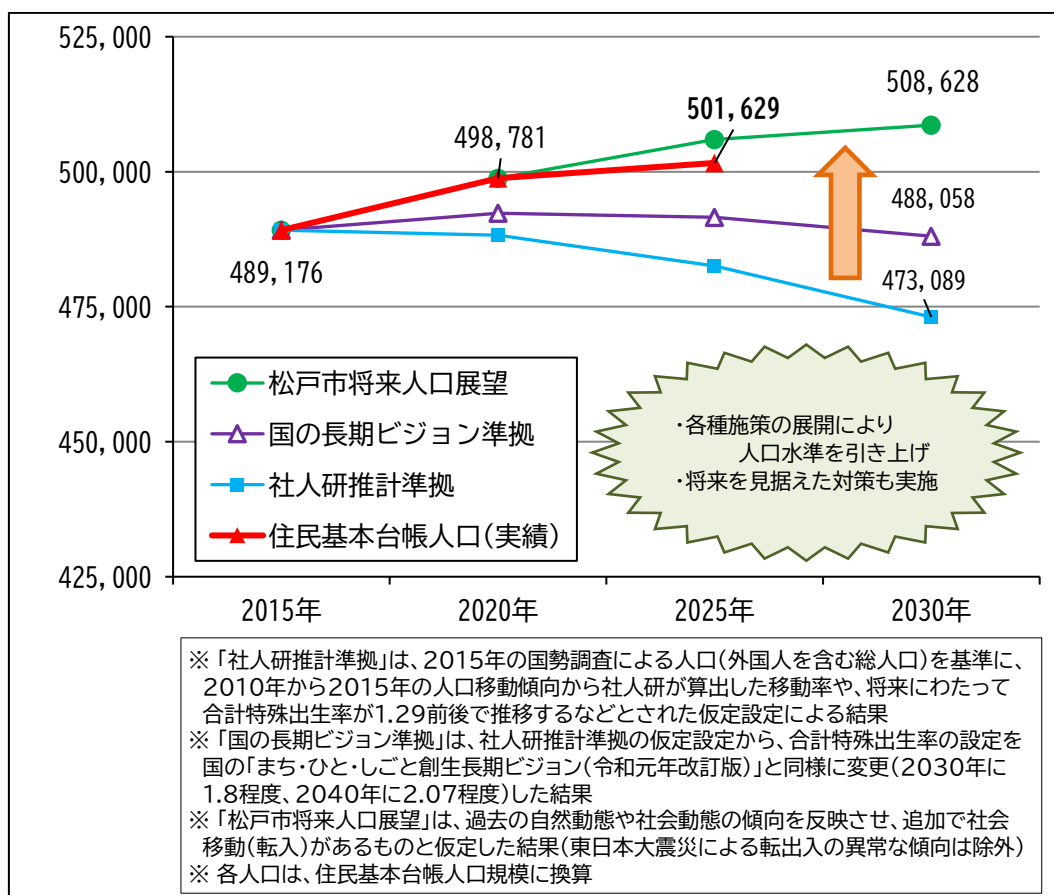 525,000
508,628
501,629
498,781
500,000
488,058
489,176
473,089
475,000
松戸市将来人口展望
国の長期ビジョン準拠
社人研推計準拠
住民基本台帳人口(実績)
・各種施策の展開により
人口水準を引き上げ
・将来を見据えた対策も実施
450,000
425,000
2015年
2020年
2025年
2030年
※「社人研推計準拠」は、2015年の国勢調査による人口(外国人を含む総人口)を基準に、
2010年から2015年の人口移動傾向から社人研が算出した移動率や、将来にわたって
合計特殊出生率が1.29前後で推移するなどとされた仮定設定による結果
※「国の長期ビジョン準拠」は、社人研推計準拠の仮定設定から、合計特殊出生率の設定を
国の「まち・ひと・しごと創生長期ビジョン(令和元年改訂版)」と同様に変更(2030年に
1.8程度、2040年に2.07程度)した結果
※「松戸市将来人口展望」は、過去の自然動態や社会動態の傾向を反映させ、追加で社会
移動(転入)があるものと仮定した結果(東日本大震災による転出入の異常な傾向は除外)
※ 各人口は、住民基本台帳人口規模に換算